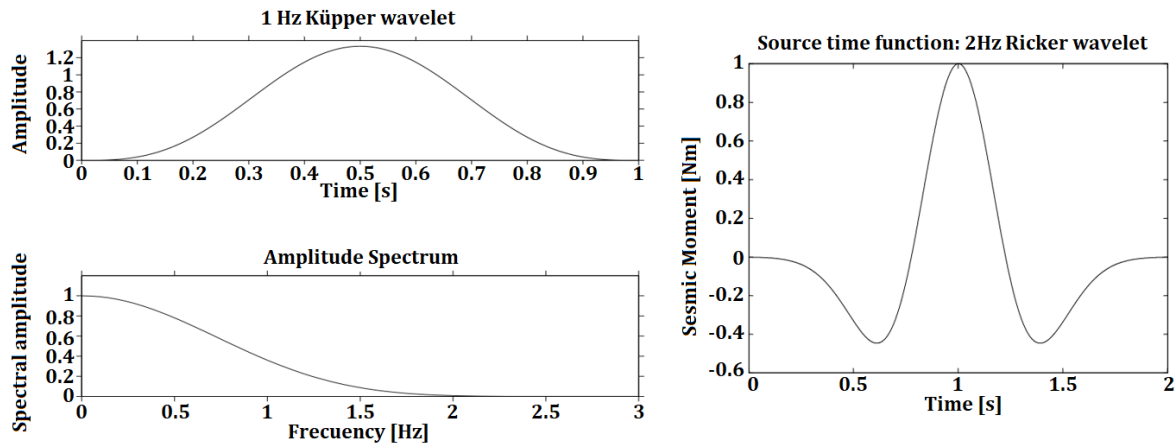 1 Hz Küpper wavelet
Amplitude
1.2
1
0.8
0.6
0.4
0.2
0
0 0.1 0.2 0.3 0.4 0.5 0.6 0.7 0.8 0.9 1
Time [s]
Amplitude Spectrum
Spectral amplitude
1
0.8
0.6
0.4
0.2
0
0 0.5 1 1.5 2 2.5 3
Frecuency [Hz]
Source time function: 2Hz Ricker wavelet
Sesmic Moment [Nm]
1
0.8
0.6
0.4
0.2
0
-0.2
-0.4
-0.6
0 0.5 1 1.5 2
Time [s]